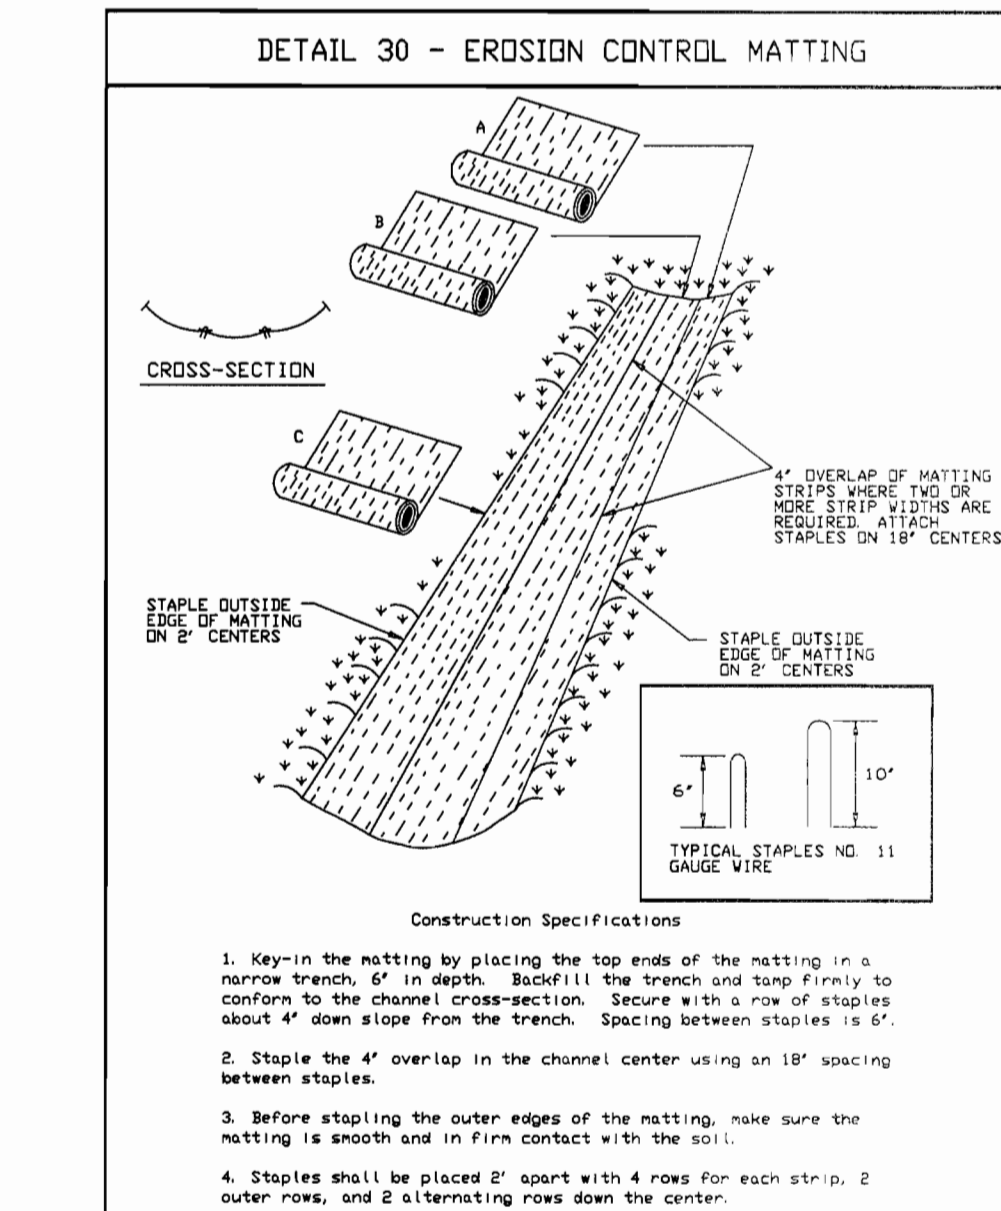 DETAIL 30 - EROSION CONTROL MATTING
A
B
CROSS-SECTION
C
4" OVERLAP OF MATTING
STRIPS WHERE TWO OR
MORE STRIP WIDTHS ARE
REQUIRED. ATTACH
STAPLES ON 18" CENTERS
STAPLE OUTSIDE
EDGE OF MATTING
ON 2' CENTERS
STAPLE OUTSIDE
EDGE OF MATTING
ON 2' CENTERS
6"
10"
TYPICAL STAPLES NO. 11
GAUGE WIRE
Construction Specifications
1. Key-in the matting by placing the top ends of the matting in a
narrow trench, 6" in depth. Backfill the trench and tamp firmly to
conform to the channel cross-section. Secure with a row of staples
about 4" down slope from the trench. Spacing between staples is 6".
2. Staple the 4" overlap in the channel center using an 18" spacing
between staples.
3. Before stapling the outer edges of the matting, make sure the
matting is smooth and in firm contact with the soil.
4. Staples shall be placed 2' apart with 4 rows for each strip, 2
outer rows, and 2 alternating rows down the center.